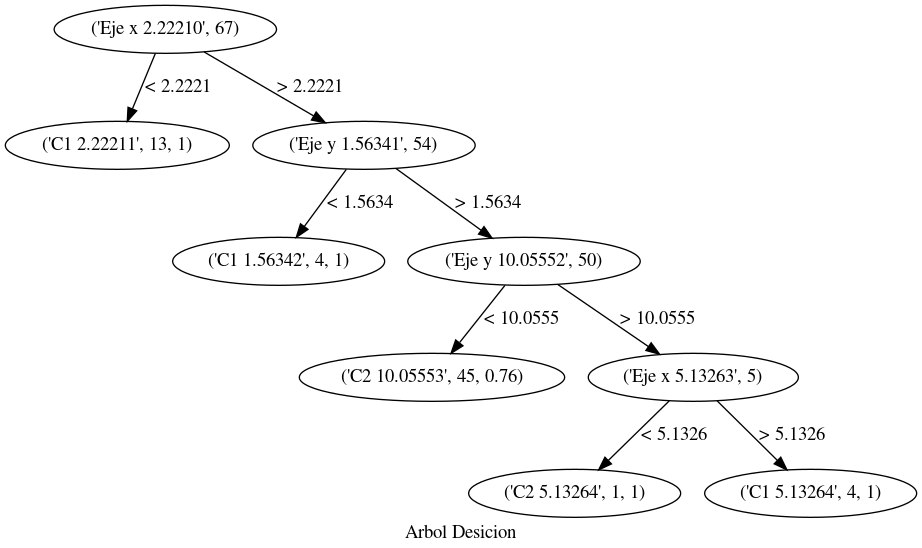 ('Eje x 2.22210', 67)
< 2.2221
> 2.2221
('C1 2.22211', 13, 1)
('Eje y 1.56341', 54)
< 1.5634
> 1.5634
('C1 1.56342', 4, 1)
('Eje y 10.05552', 50)
< 10.0555
> 10.0555
('C2 10.05553', 45, 0.76)
('Eje x 5.13263', 5)
< 5.1326
> 5.1326
('C2 5.13264', 1, 1)
('C1 5.13264', 4, 1)
Arbol Desicion